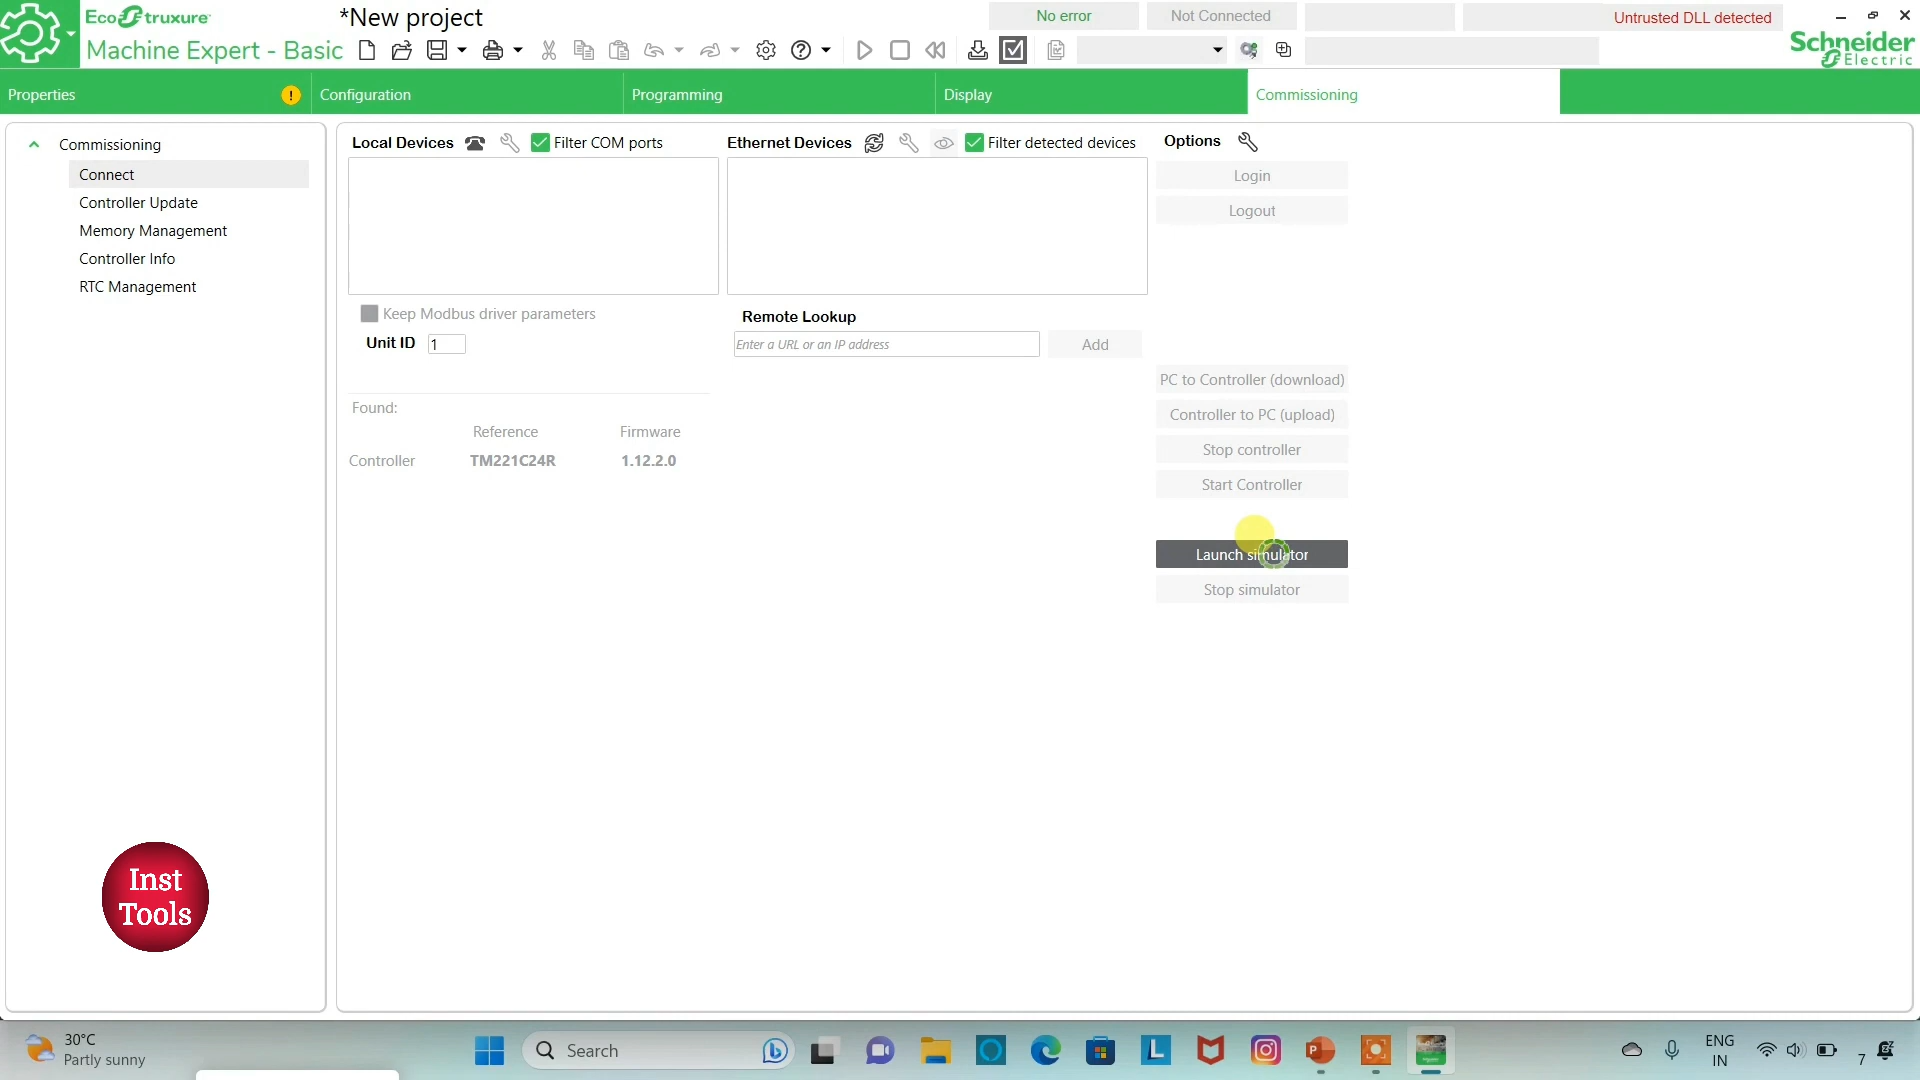 EcoStruxure
Machine Expert - Basic
*New project
No error
Not Connected
Untrusted DLL detected
Schneider
Electric
Properties
Configuration
Programming
Display
Commissioning
Commissioning
Connect
Controller Update
Memory Management
Controller Info
RTC Management
Local Devices
Filter COM ports
Ethernet Devices
Filter detected devices
Options
Login
Logout
Keep Modbus driver parameters
Unit ID 1
Remote Lookup
Enter a URL or an IP address
Add
PC to Controller (download)
Controller to PC (upload)
Stop controller
Start Controller
Launch simulator
Stop simulator
Found:
Reference Firmware
Controller TM221C24R 1.12.2.0
Inst
Tools
30°C
Partly sunny
Search
ENG
IN
7